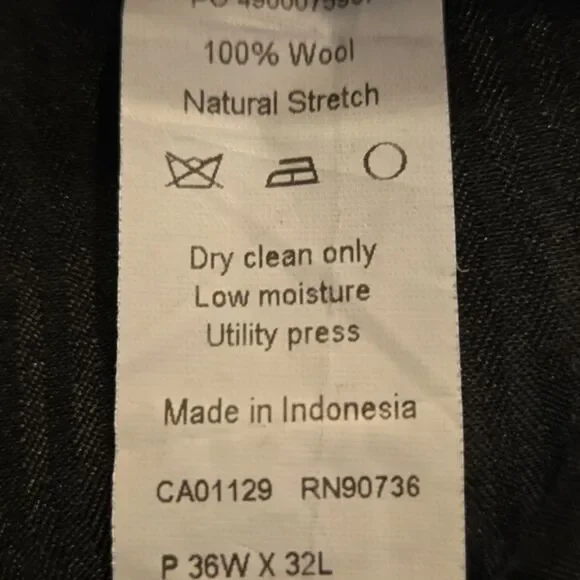 100% Wool
Natural Stretch
Dry clean only
Low moisture
Utility press
Made in Indonesia
CA01129 RN90736
P 36W X 32L